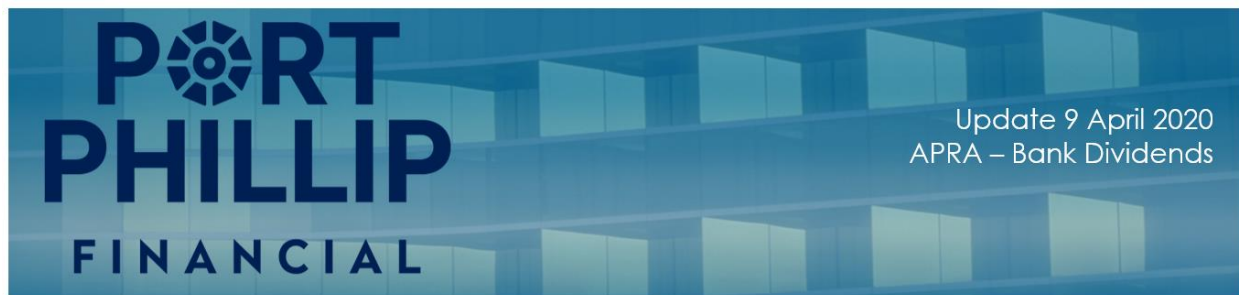 PORT
PHILLIP
FINANCIAL
Update 9 April 2020
APRA – Bank Dividends